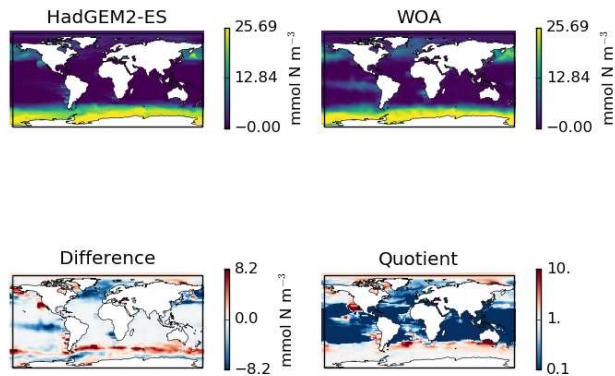 HadGEM2-ES
WOA
25.69
12.84
−0.00
mmol N m⁻³
25.69
12.84
−0.00
mmol N m⁻³
Difference
Quotient
8.2
0.0
−8.2
mmol N m⁻³
10.
1.
0.1